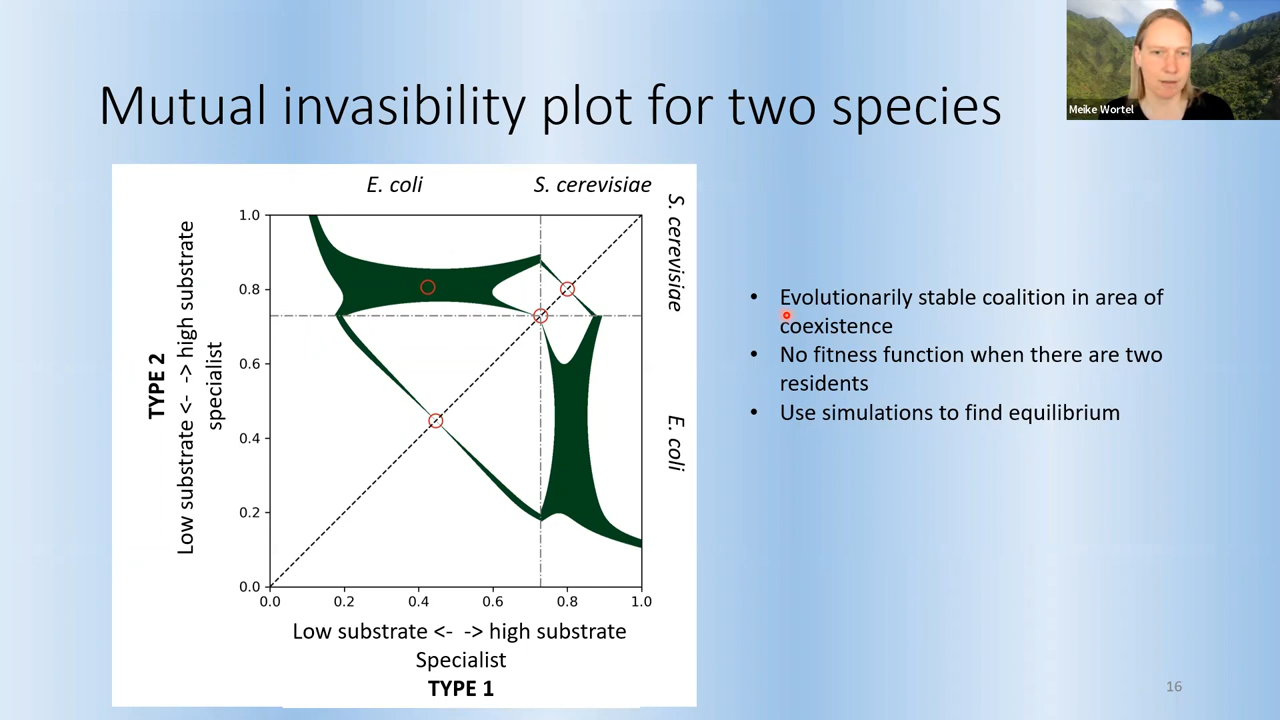 Mutual invasibility plot for two species
Meike Wortel
E. coli
S. cerevisiae
S. cerevisiae
E. coli
TYPE 2
Low substrate <- -> high substrate
specialist
1.0
0.8
0.6
0.4
0.2
0.0
0.0 0.2 0.4 0.6 0.8 1.0
Low substrate <- -> high substrate
Specialist
TYPE 1
• Evolutionarily stable coalition in area of
coexistence
• No fitness function when there are two
residents
• Use simulations to find equilibrium
16